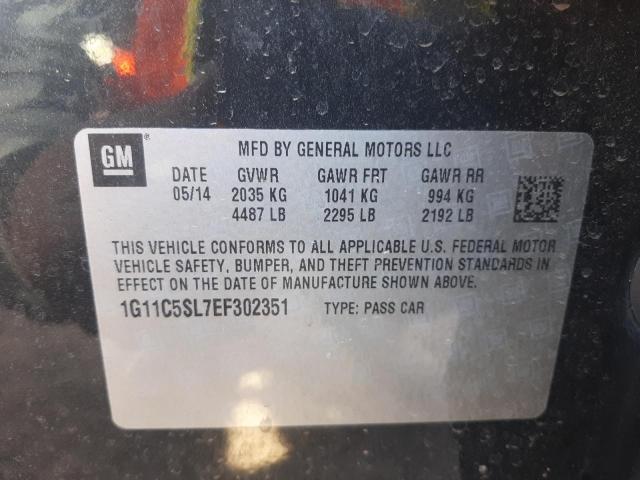 GM ® MFD BY GENERAL MOTORS LLC
DATE GVWR GAWR FRT GAWR RR
05/14 2035 KG 1041 KG 994 KG
4487 LB 2295 LB 2192 LB
THIS VEHICLE CONFORMS TO ALL APPLICABLE U.S. FEDERAL MOTOR
VEHICLE SAFETY, BUMPER, AND THEFT PREVENTION STANDARDS IN
EFFECT ON THE DATE OF MANUFACTURE SHOWN ABOVE.
1G11C5SL7EF302351 TYPE: PASS CAR